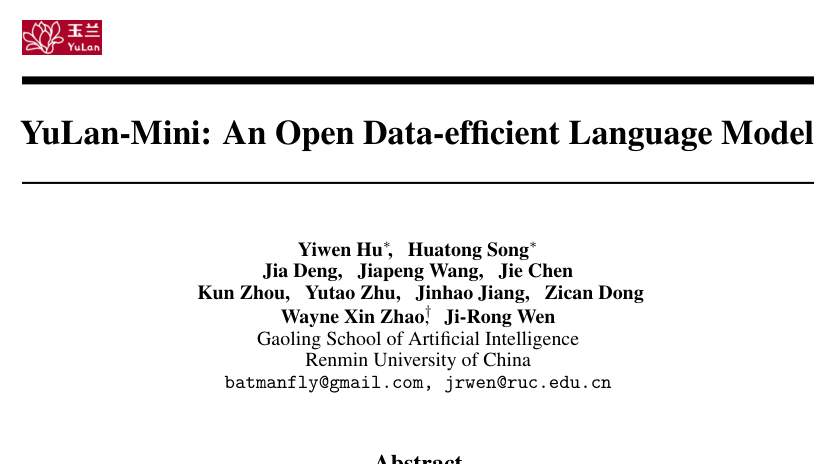 玉兰
YuLan
YuLan-Mini: An Open Data-efficient Language Model
Yiwen Hu*, Huatong Song*
Jia Deng, Jiapeng Wang, Jie Chen
Kun Zhou, Yutao Zhu, Jinhao Jiang, Zican Dong
Wayne Xin Zhao,† Ji-Rong Wen
Gaoling School of Artificial Intelligence
Renmin University of China
batmanfly@gmail.com, jrwen@ruc.edu.cn
Abstract